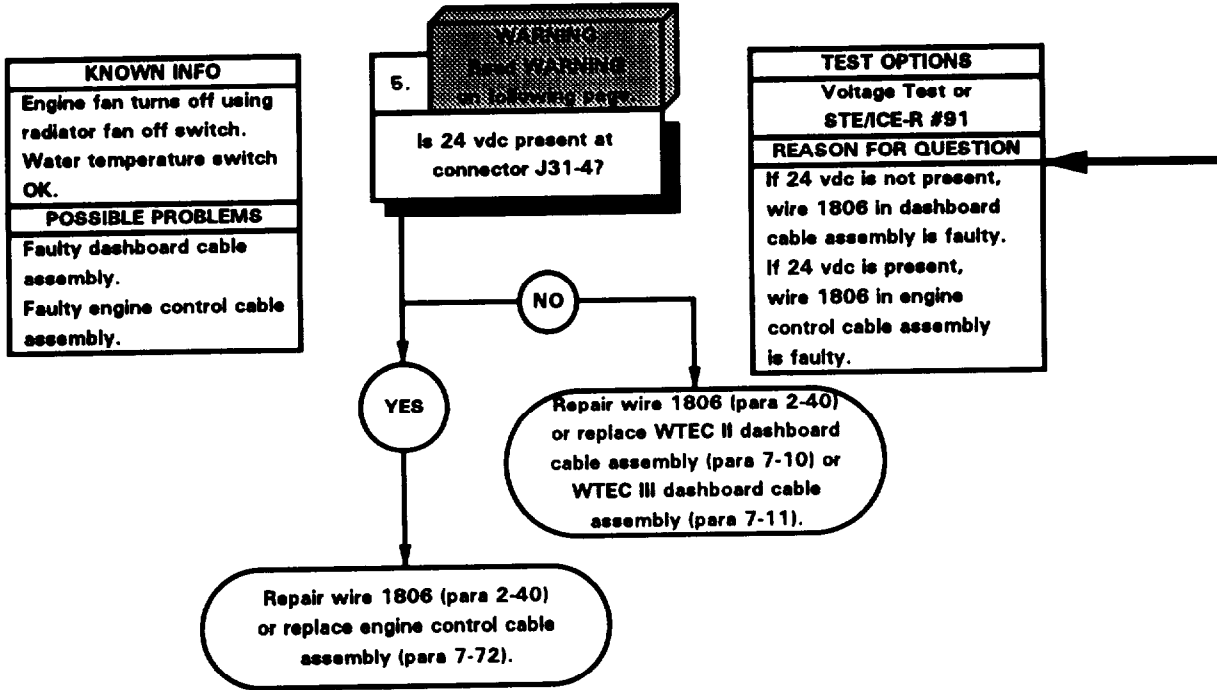 KNOWN INFO
Engine fan turns off using
radiator fan off switch.
Water temperature switch
OK.
POSSIBLE PROBLEMS
Faulty dashboard cable
assembly.
Faulty engine control cable
assembly.
WARNING
Read WARNING
on following page.
5.
Is 24 vdc present at
connector J31-4?
TEST OPTIONS
Voltage Test or
STE/ICE-R #91
REASON FOR QUESTION
If 24 vdc is not present,
wire 1806 in dashboard
cable assembly is faulty.
If 24 vdc is present,
wire 1806 in engine
control cable assembly
is faulty.
NO
YES
Repair wire 1806 (para 2-40)
or replace WTEC II dashboard
cable assembly (para 7-10) or
WTEC III dashboard cable
assembly (para 7-11).
Repair wire 1806 (para 2-40)
or replace engine control cable
assembly (para 7-72).